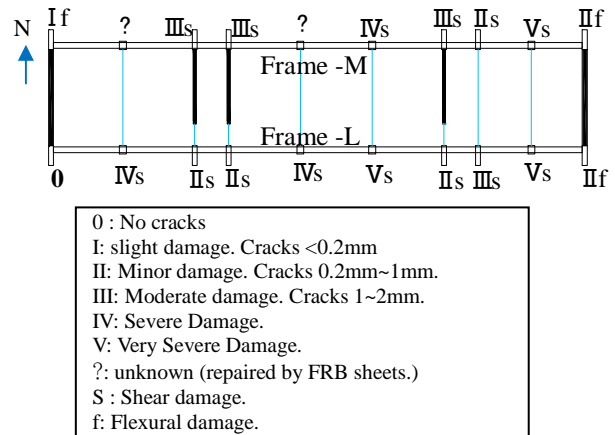 Ⅰf ? Ⅲs Ⅲs ? Ⅳs Ⅲs Ⅱs Ⅴs Ⅱf
N
Frame -M
Frame -L
0 Ⅳs Ⅱs Ⅱs Ⅳs Ⅴs Ⅱs Ⅲs Ⅴs Ⅱf
0 : No cracks
I: slight damage. Cracks <0.2mm
II: Minor damage. Cracks 0.2mm~1mm.
III: Moderate damage. Cracks 1~2mm.
IV: Severe Damage.
V: Very Severe Damage.
?: unknown (repaired by FRB sheets.)
S : Shear damage.
f: Flexural damage.